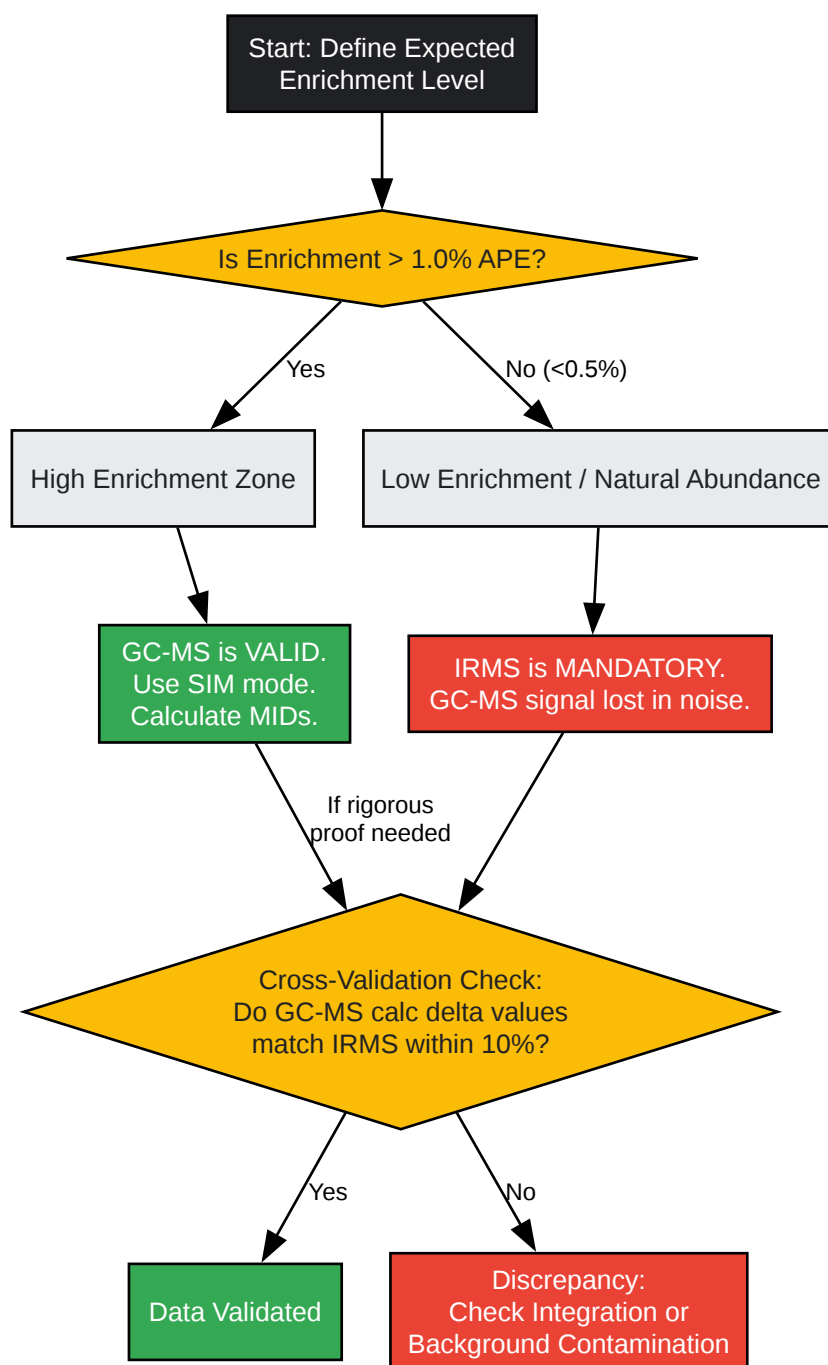 Start: Define Expected
Enrichment Level
Is Enrichment > 1.0% APE?
Yes
No (<0.5%)
High Enrichment Zone
Low Enrichment / Natural Abundance
GC-MS is VALID.
Use SIM mode.
Calculate MIDs.
IRMS is MANDATORY.
GC-MS signal lost in noise.
If rigorous
proof needed
Cross-Validation Check:
Do GC-MS calc delta values
match IRMS within 10%?
Yes
No
Data Validated
Discrepancy:
Check Integration or
Background Contamination